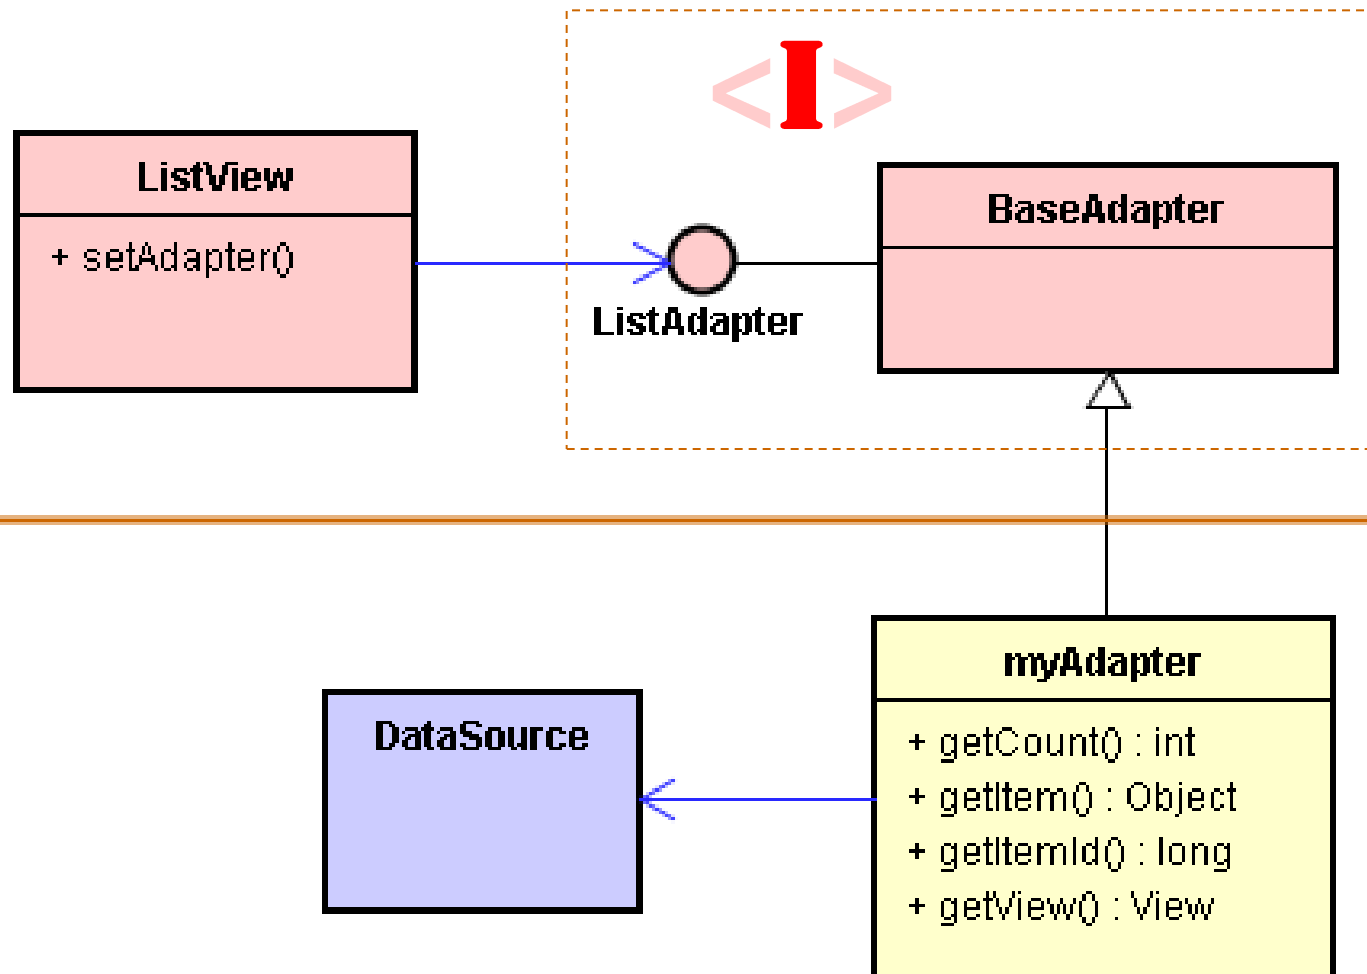 <I>
ListView
+ setAdapter()
BaseAdapter
ListAdapter
myAdapter
+ getCount() : int
+ getItem() : Object
+ getItemId() : long
+ getView() : View
DataSource